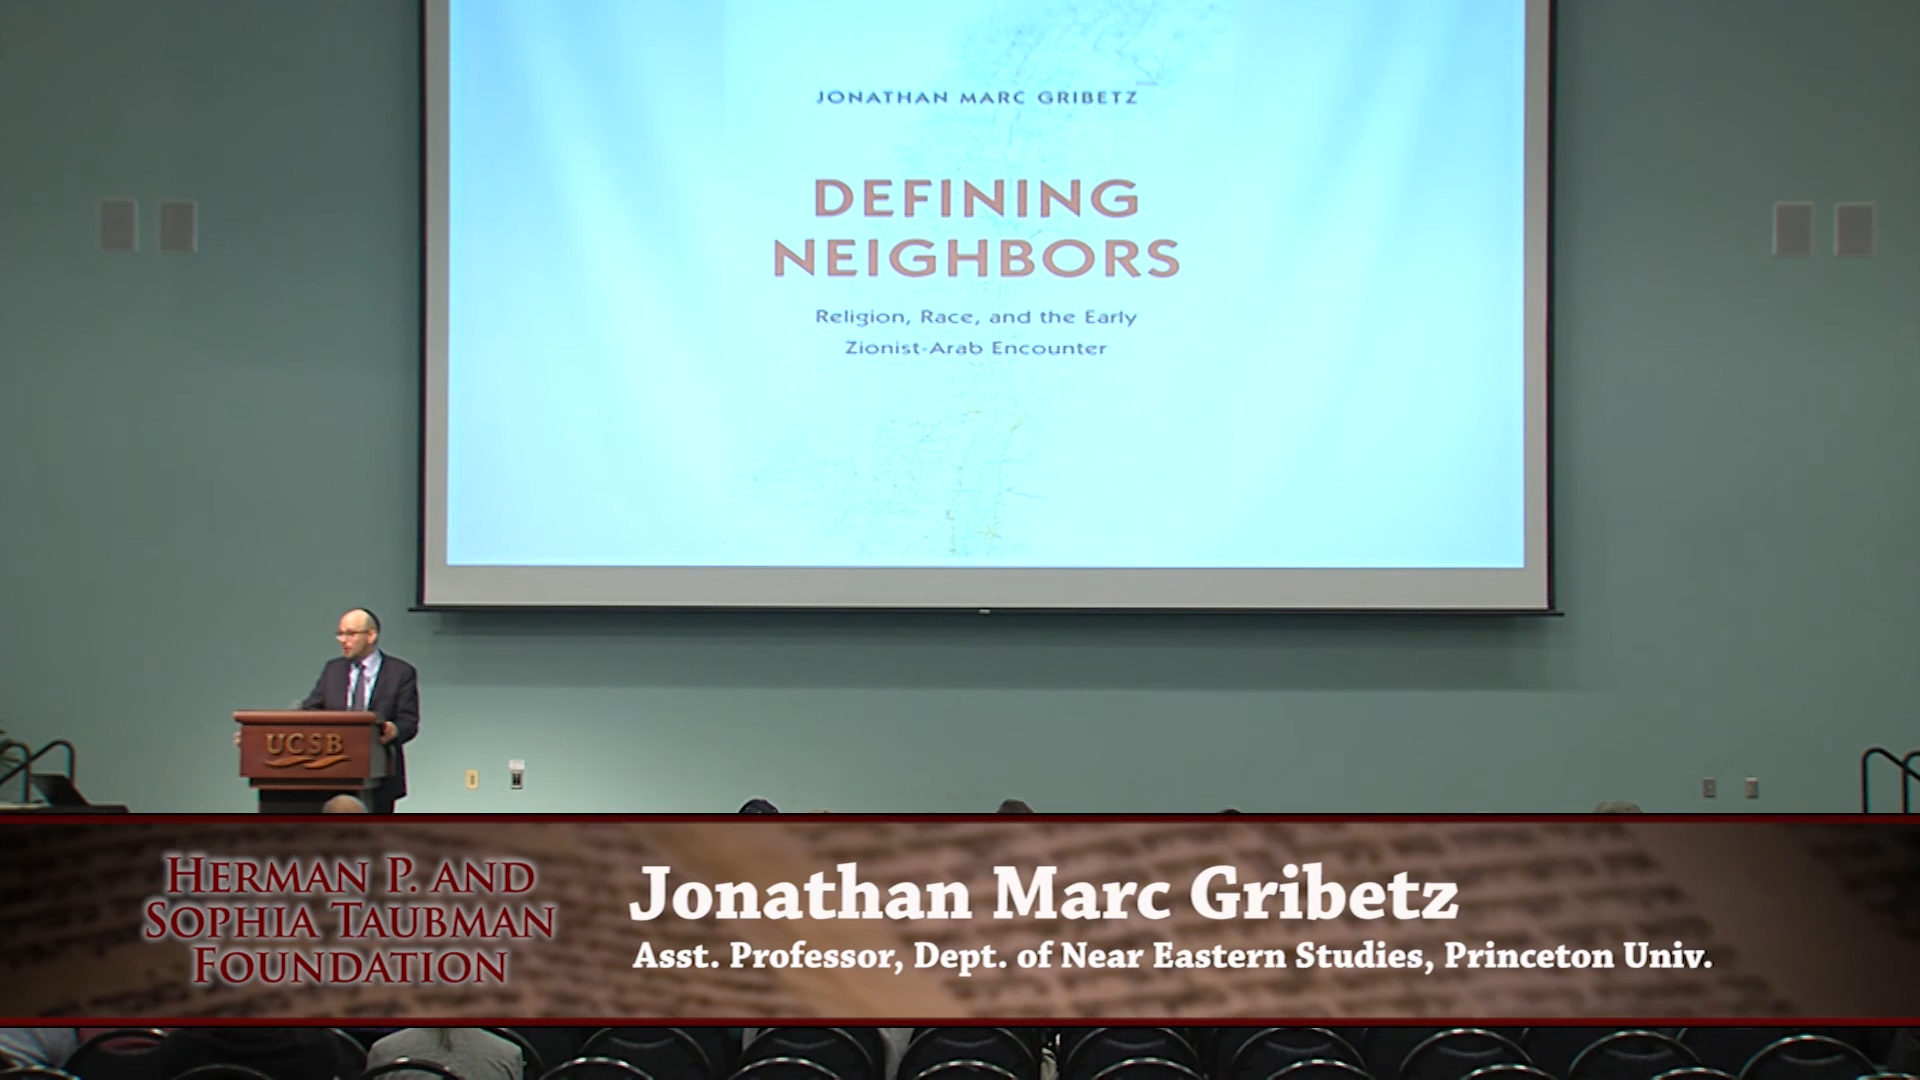 JONATHAN MARC GRIBETZ
DEFINING
NEIGHBORS
Religion, Race, and the Early
Zionist-Arab Encounter
UCSB
HERMAN P. AND
SOPHIA TAUBMAN
FOUNDATION
Jonathan Marc Gribetz
Asst. Professor, Dept. of Near Eastern Studies, Princeton Univ.